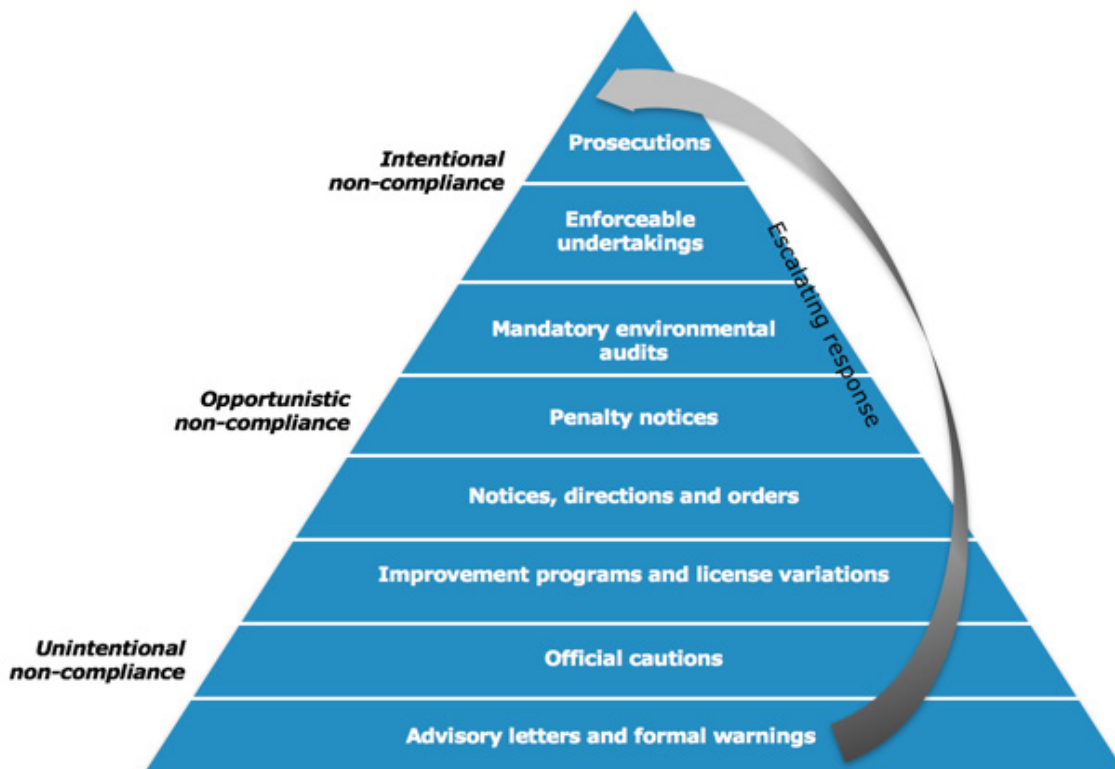 Prosecutions
Intentional
non-compliance
Enforceable
undertakings
Escalating response
Mandatory environmental
audits
Opportunistic
non-compliance
Penalty notices
Notices, directions and orders
Improvement programs and license variations
Unintentional
non-compliance
Official cautions
Advisory letters and formal warnings